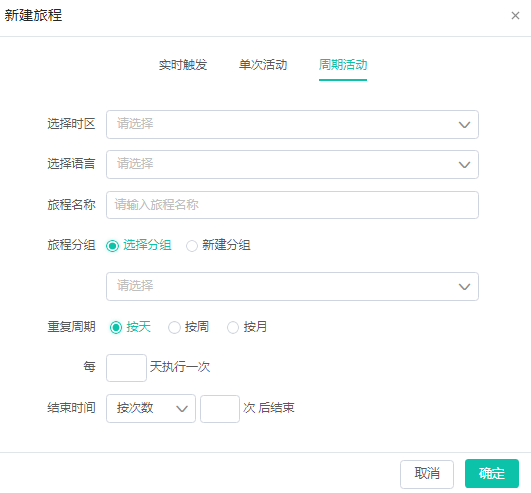 新建旅程
实时触发 单次活动 周期活动
选择时区 请选择
选择语言 请选择
旅程名称 请输入旅程名称
旅程分组 选择分组 新建分组
请选择
重复周期 按天 按周 按月
每 天执行一次
结束时间 按次数 次 后结束
取消 确定